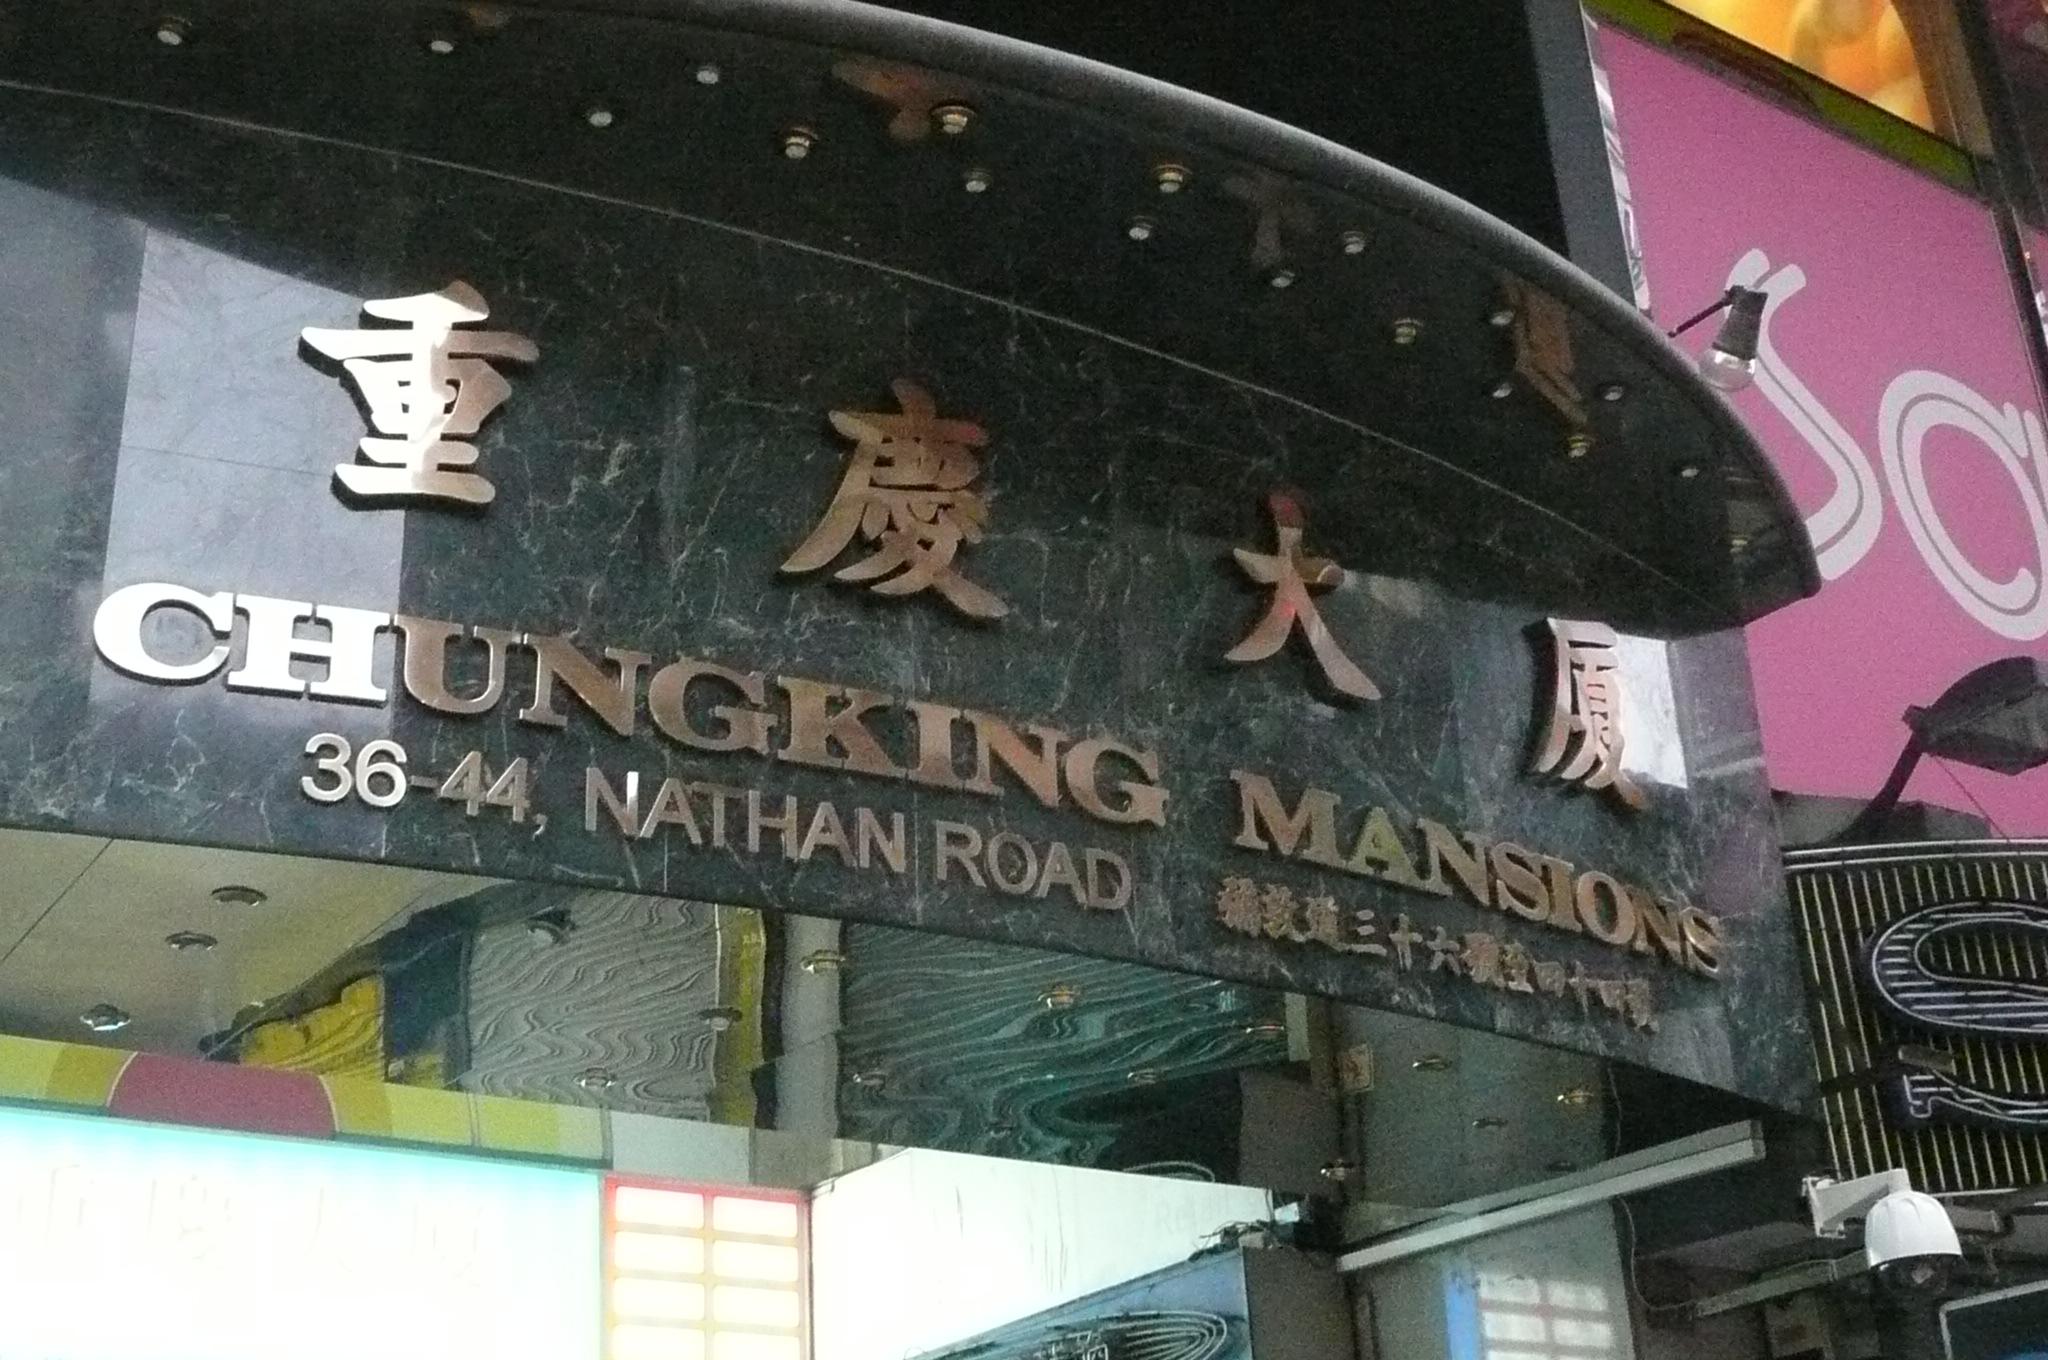 重慶大厦
CHUNGKING MANSIONS
36-44, NATHAN ROAD
彌敦道三十六號至四十四號